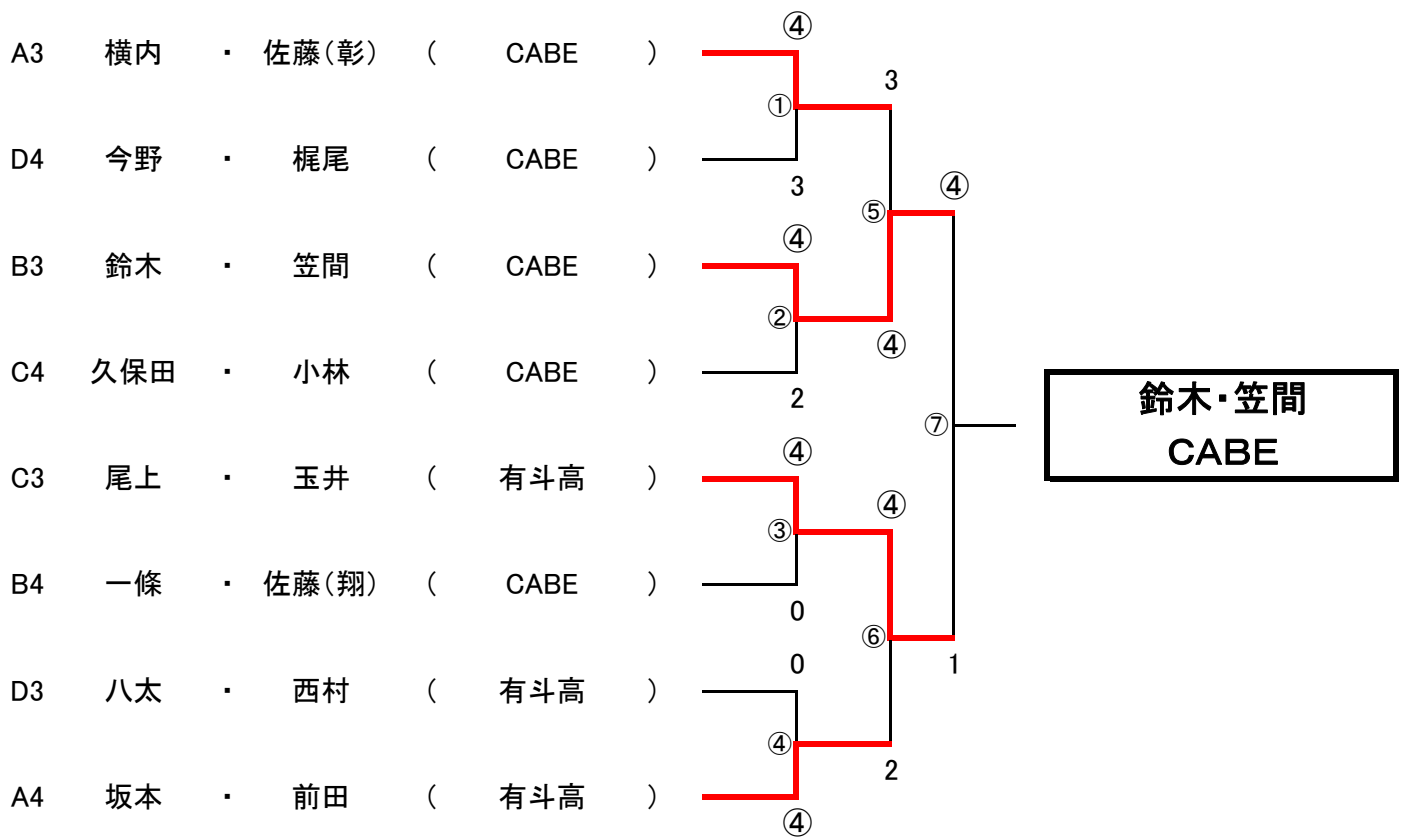 ④
A3 横内 ・ 佐藤(彰) ( CABE )
3
①
D4 今野 ・ 梶尾 ( CABE )
3
④
⑤
④
B3 鈴木 ・ 笠間 ( CABE )
②
④
C4 久保田 ・ 小林 ( CABE )
2
鈴木・笠間
CABE
⑦
④
C3 尾上 ・ 玉井 ( 有斗高 )
④
③
B4 一條 ・ 佐藤(翔) ( CABE )
0
⑥
0
1
D3 八太 ・ 西村 ( 有斗高 )
④
2
A4 坂本 ・ 前田 ( 有斗高 )
④